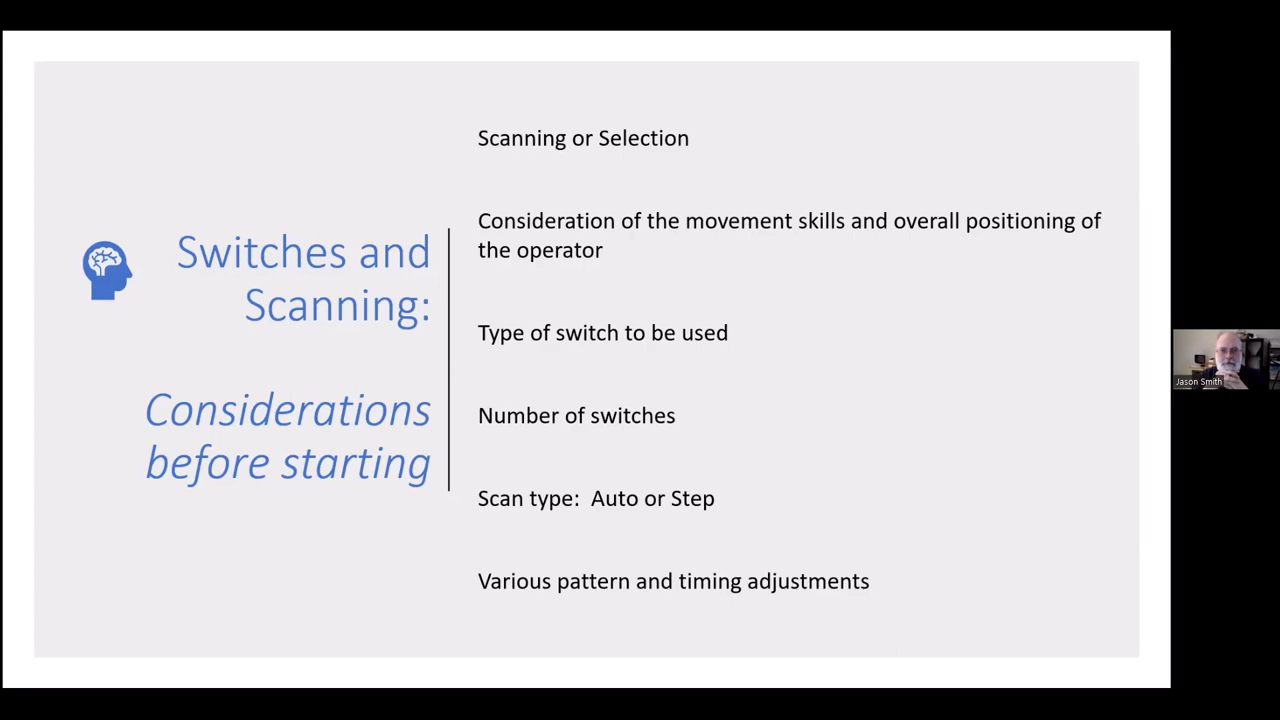 Switches and
Scanning:
Considerations
before starting
Scanning or Selection
Consideration of the movement skills and overall positioning of
the operator
Type of switch to be used
Number of switches
Scan type:  Auto or Step
Various pattern and timing adjustments
Jason Smith